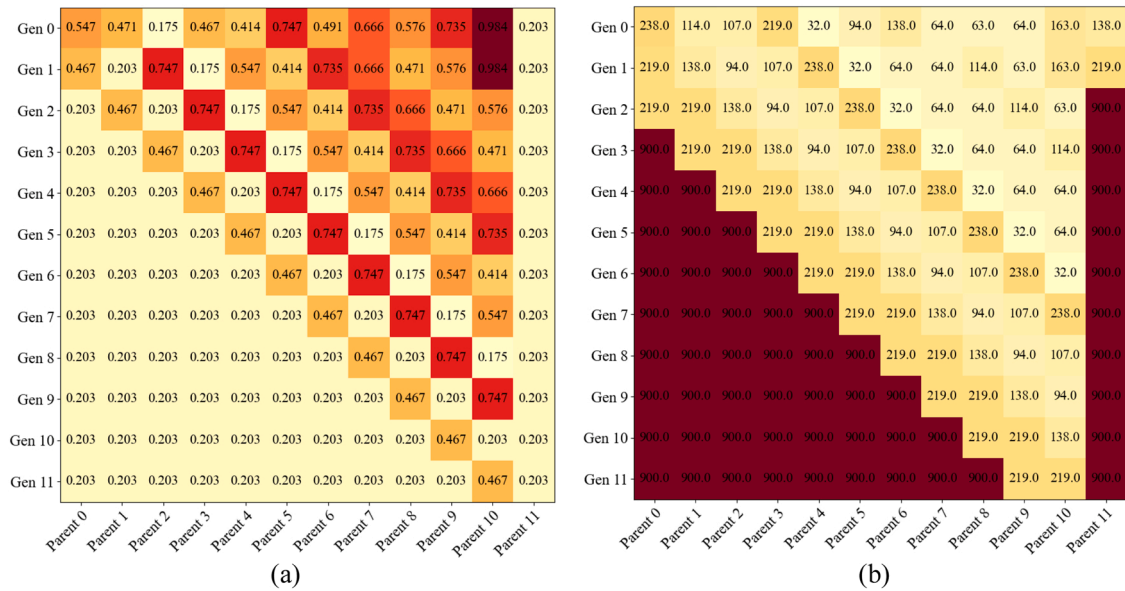 Gen 0 0.547 0.471 0.175 0.467 0.414 0.747 0.491 0.666 0.576 0.735 0.984 0.203
Gen 1 0.467 0.203 0.747 0.175 0.547 0.414 0.735 0.666 0.471 0.576 0.984 0.203
Gen 2 0.203 0.467 0.203 0.747 0.175 0.547 0.414 0.735 0.666 0.471 0.576 0.203
Gen 3 0.203 0.203 0.467 0.203 0.747 0.175 0.547 0.414 0.735 0.666 0.471 0.203
Gen 4 0.203 0.203 0.203 0.467 0.203 0.747 0.175 0.547 0.414 0.735 0.666 0.203
Gen 5 0.203 0.203 0.203 0.203 0.467 0.203 0.747 0.175 0.547 0.414 0.735 0.203
Gen 6 0.203 0.203 0.203 0.203 0.203 0.467 0.203 0.747 0.175 0.547 0.414 0.203
Gen 7 0.203 0.203 0.203 0.203 0.203 0.203 0.467 0.203 0.747 0.175 0.547 0.203
Gen 8 0.203 0.203 0.203 0.203 0.203 0.203 0.203 0.467 0.203 0.747 0.175 0.203
Gen 9 0.203 0.203 0.203 0.203 0.203 0.203 0.203 0.203 0.467 0.203 0.747 0.203
Gen 10 0.203 0.203 0.203 0.203 0.203 0.203 0.203 0.203 0.203 0.467 0.203 0.203
Gen 11 0.203 0.203 0.203 0.203 0.203 0.203 0.203 0.203 0.203 0.203 0.467 0.203
Parent 0 Parent 1 Parent 2 Parent 3 Parent 4 Parent 5 Parent 6 Parent 7 Parent 8 Parent 9 Parent 10 Parent 11
(a)
Gen 0 238.0 114.0 107.0 219.0 32.0 94.0 138.0 64.0 63.0 64.0 163.0 138.0
Gen 1 219.0 138.0 94.0 107.0 238.0 32.0 64.0 64.0 114.0 63.0 163.0 219.0
Gen 2 219.0 219.0 138.0 94.0 107.0 238.0 32.0 64.0 64.0 114.0 63.0 900.0
Gen 3 900.0 219.0 219.0 138.0 94.0 107.0 238.0 32.0 64.0 64.0 114.0 900.0
Gen 4 900.0 900.0 219.0 219.0 138.0 94.0 107.0 238.0 32.0 64.0 64.0 900.0
Gen 5 900.0 900.0 900.0 219.0 219.0 138.0 94.0 107.0 238.0 32.0 64.0 900.0
Gen 6 900.0 900.0 900.0 900.0 219.0 219.0 138.0 94.0 107.0 238.0 32.0 900.0
Gen 7 900.0 900.0 900.0 900.0 900.0 219.0 219.0 138.0 94.0 107.0 238.0 900.0
Gen 8 900.0 900.0 900.0 900.0 900.0 900.0 219.0 219.0 138.0 94.0 107.0 900.0
Gen 9 900.0 900.0 900.0 900.0 900.0 900.0 900.0 219.0 219.0 138.0 94.0 900.0
Gen 10 900.0 900.0 900.0 900.0 900.0 900.0 900.0 900.0 219.0 219.0 138.0 900.0
Gen 11 900.0 900.0 900.0 900.0 900.0 900.0 900.0 900.0 900.0 219.0 219.0 900.0
Parent 0 Parent 1 Parent 2 Parent 3 Parent 4 Parent 5 Parent 6 Parent 7 Parent 8 Parent 9 Parent 10 Parent 11
(b)